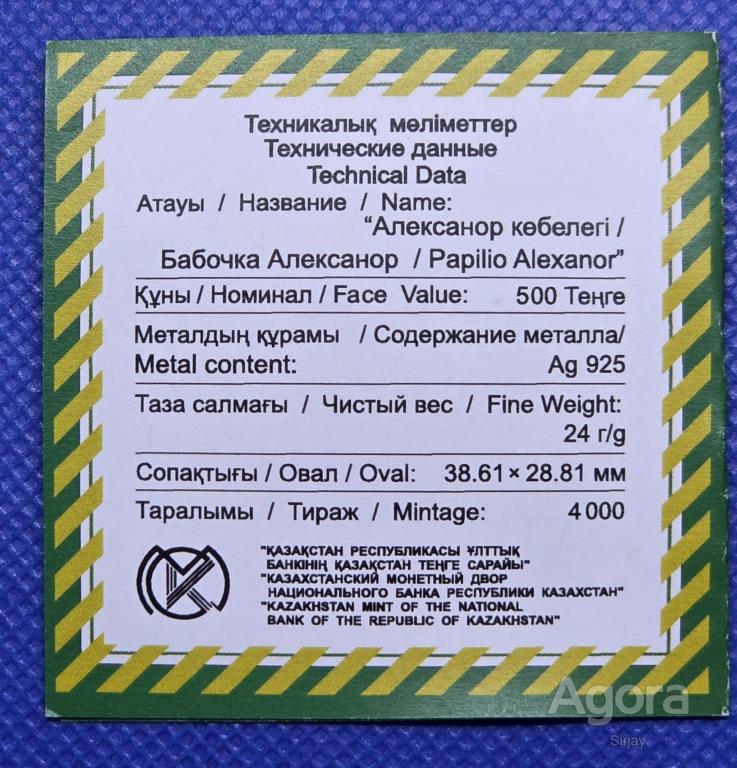 Техникалық мәліметтер
Технические данные
Technical Data
Атауы / Название / Name:
“Алексанор көбелегі /
Бабочка Алексанор / Papilio Alexanor”
Құны / Номинал / Face Value: 500 Теңге
Металдың құрамы / Содержание металла/
Metal content: Ag 925
Таза салмағы / Чистый вес / Fine Weight:
24 г/g
Сопақтығы / Овал / Oval: 38.61 × 28.81 мм
Таралымы / Тираж / Mintage: 4 000
"ҚАЗАҚСТАН РЕСПУБЛИКАСЫ ҰЛТТЫҚ
БАНКІНІҢ ҚАЗАҚСТАН ТЕҢГЕ САРАЙЫ"
"КАЗАХСТАНСКИЙ МОНЕТНЫЙ ДВОР
НАЦИОНАЛЬНОГО БАНКА РЕСПУБЛИКИ КАЗАХСТАН"
"KAZAKHSTAN MINT OF THE NATIONAL
BANK OF THE REPUBLIC OF KAZAKHSTAN"
Agora
Sirjay